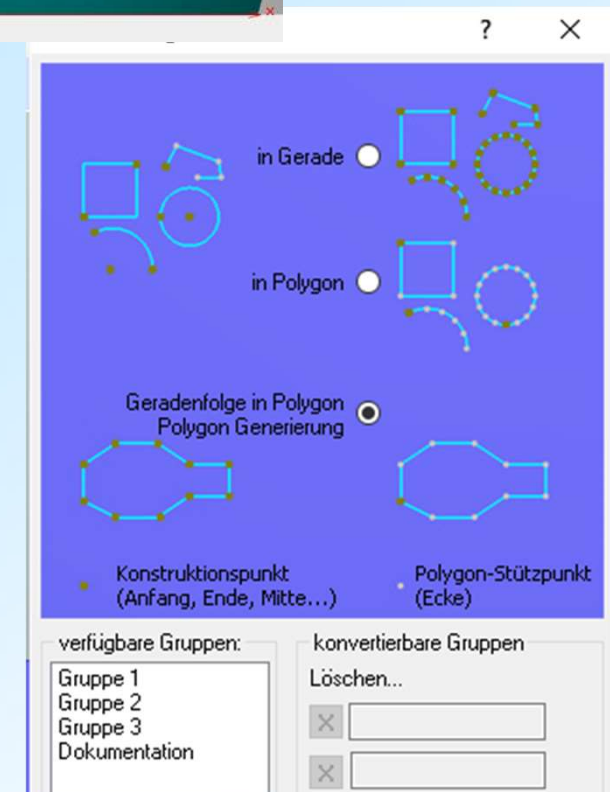 ?
in Gerade
in Polygon
Geradenfolge in Polygon
Polygon Generierung
Konstruktionspunkt
(Anfang, Ende, Mitte...)
Polygon-Stützpunkt
(Ecke)
verfügbare Gruppen:
Gruppe 1
Gruppe 2
Gruppe 3
Dokumentation
konvertierbare Gruppen
Löschen...
X
X